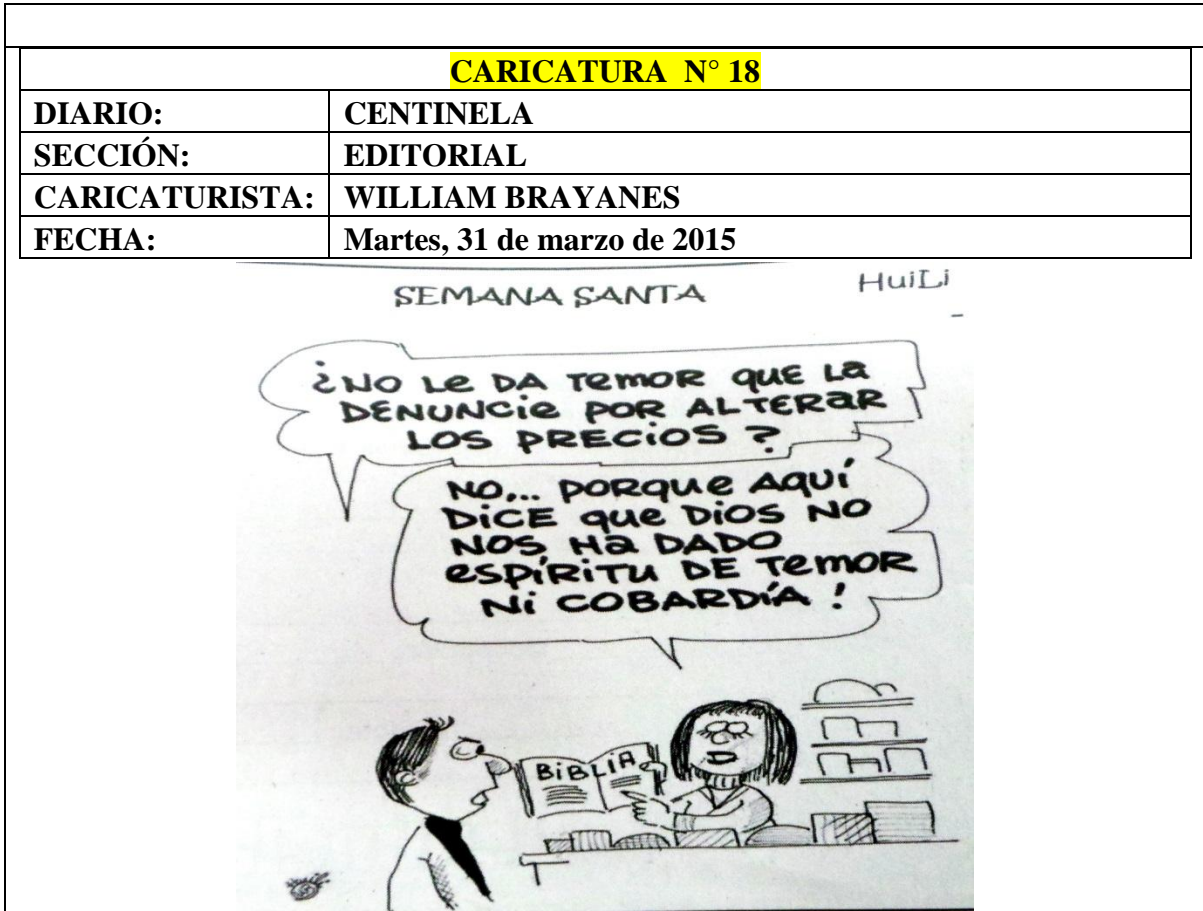 CARICATURA N° 18
DIARIO: CENTINELA
SECCIÓN: EDITORIAL
CARICATURISTA: WILLIAM BRAYANES
FECHA: Martes, 31 de marzo de 2015
SEMANA SANTA
HuiLi
¿NO Le DA Temor que La
DENUNCie POR ALTERaR
LOS PRECiOS ?
NO... PORque AQUÍ
DiCE que DiOS NO
NOS Ha DADO
eSPíRiTu DE TemOR
Ni COBARDíA !
BiBLiA